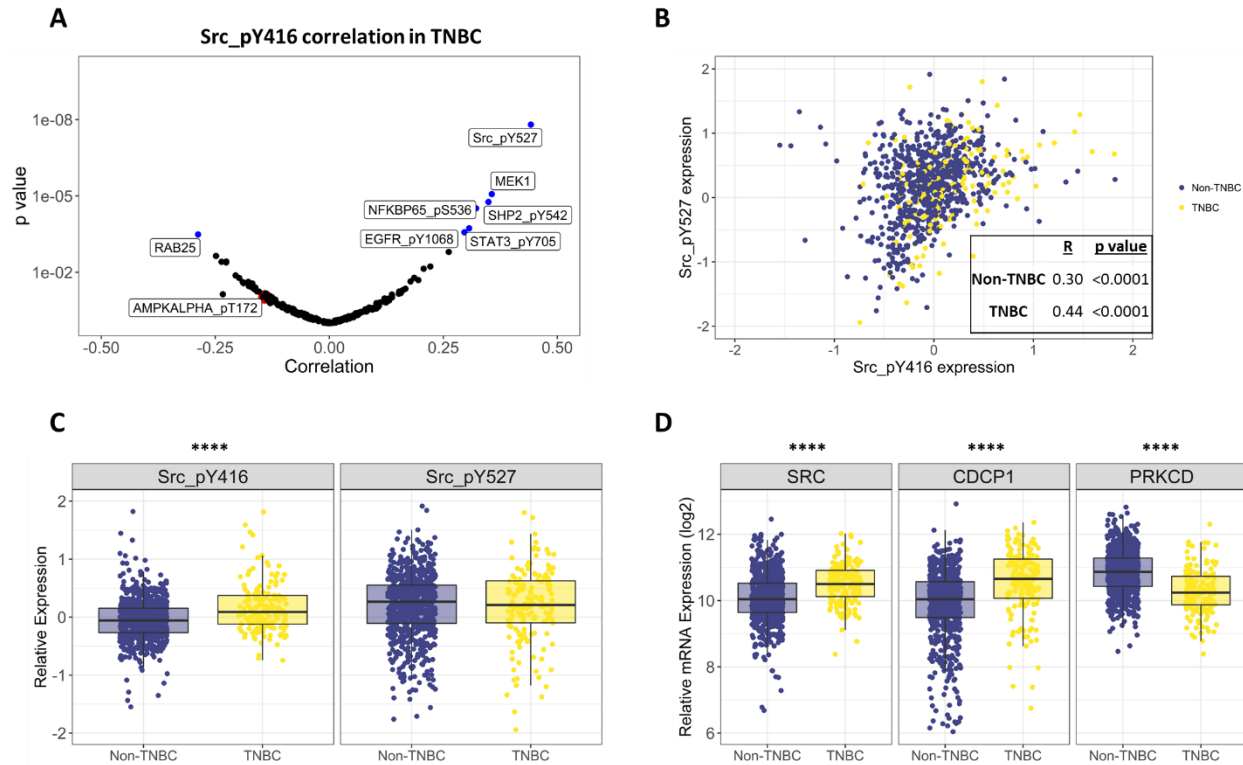 A
Src_pY416 correlation in TNBC
p value
1e-08
1e-05
1e-02
Src_pY527
MEK1
NFKBP65_pS536
SHP2_pY542
EGFR_pY1068
STAT3_pY705
RAB25
AMPKALPHA_pT172
-0.50
-0.25
0.00
0.25
0.50
Correlation
B
Src_pY527 expression
2
1
0
-1
-2
R p value
Non-TNBC 0.30 <0.0001
TNBC 0.44 <0.0001
-2
-1
0
1
2
Src_pY416 expression
Non-TNBC
TNBC
C
****
Src_pY416
Src_pY527
Relative Expression
2
1
0
-1
-2
Non-TNBC
TNBC
Non-TNBC
TNBC
D
****
****
****
SRC
CDCP1
PRKCD
Relative mRNA Expression (log2)
12
10
8
6
Non-TNBC
TNBC
Non-TNBC
TNBC
Non-TNBC
TNBC